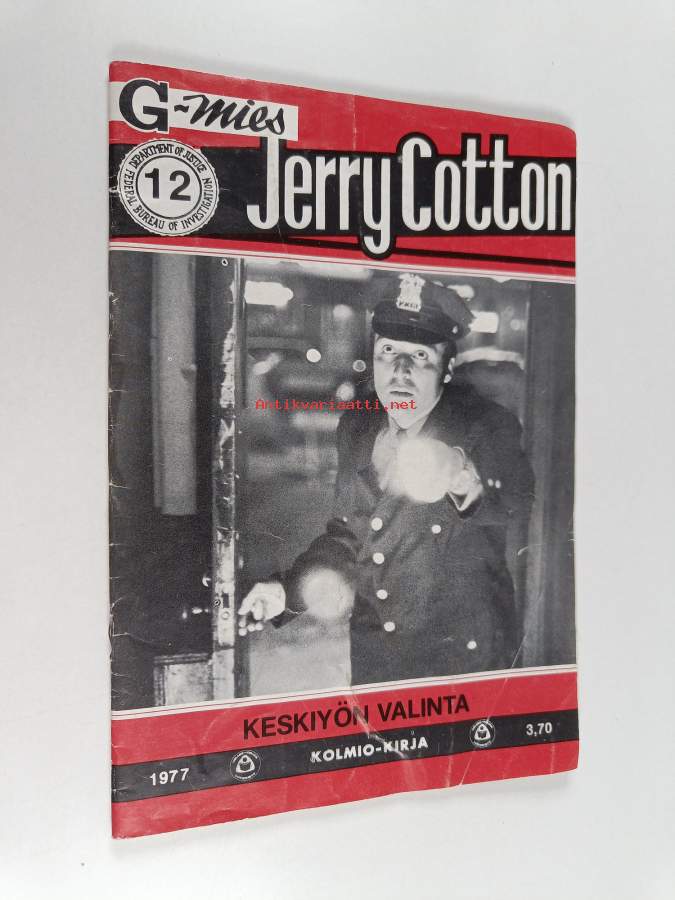 G-mies
Jerry Cotton
DEPARTMENT OF JUSTICE
12
FEDERAL BUREAU OF INVESTIGATION
Antikvariaatti.net
KESKIYÖN VALINTA
1977
KOLMIO-KIRJA
3,70